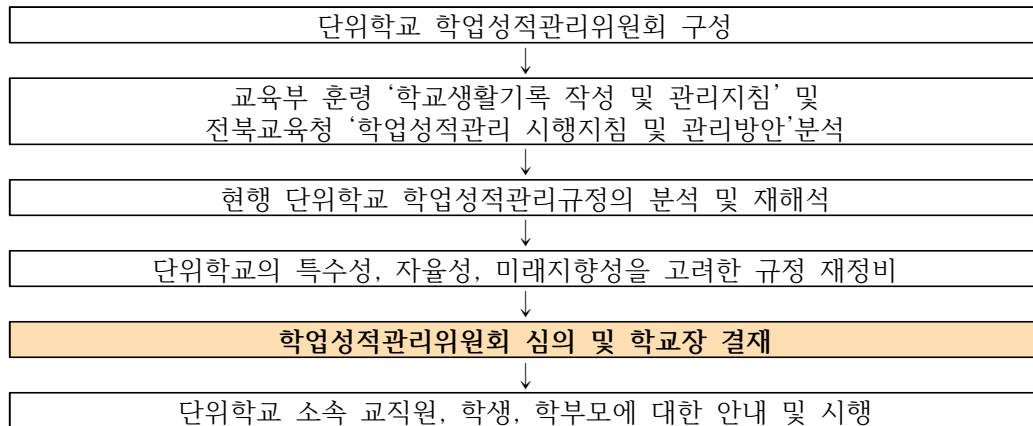 단위학교 학업성적관리위원회 구성
↓
교육부 훈령 ‘학교생활기록 작성 및 관리지침’ 및
전북교육청 ‘학업성적관리 시행지침 및 관리방안’분석
↓
현행 단위학교 학업성적관리규정의 분석 및 재해석
↓
단위학교의 특수성, 자율성, 미래지향성을 고려한 규정 재정비
↓
학업성적관리위원회 심의 및 학교장 결재
↓
단위학교 소속 교직원, 학생, 학부모에 대한 안내 및 시행